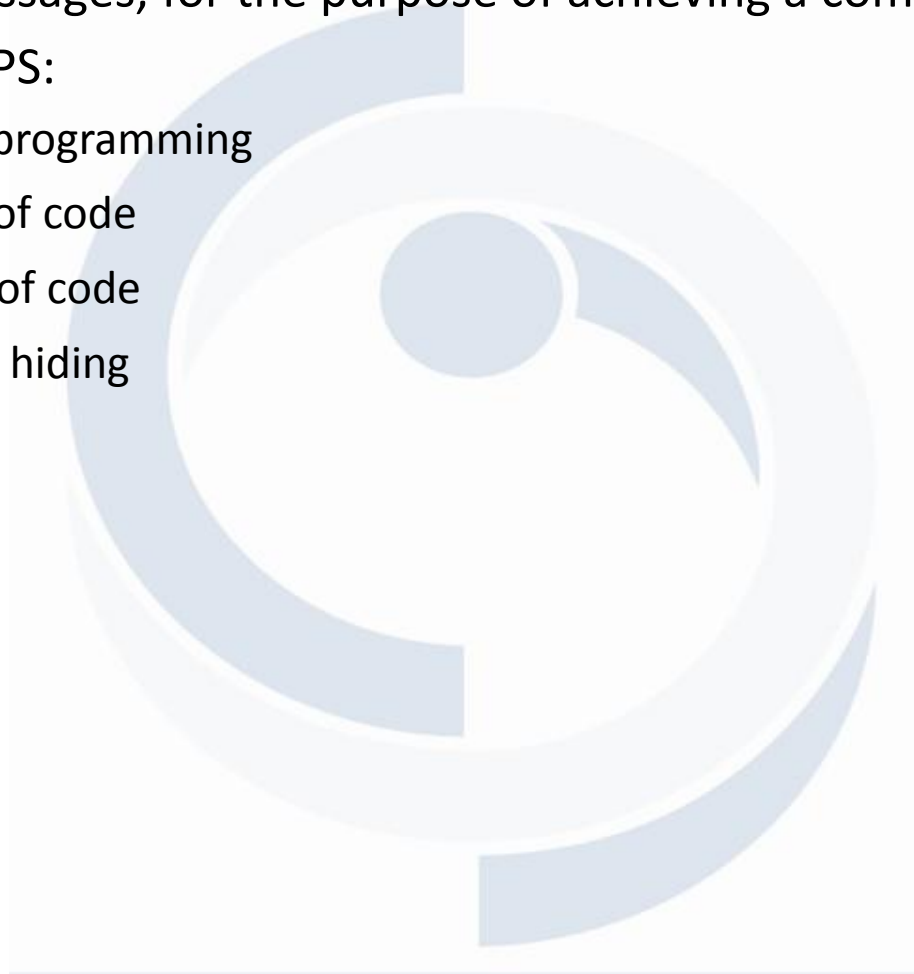 ssages, for the purpose of achieving a com
PS:
programming
of code
of code
hiding